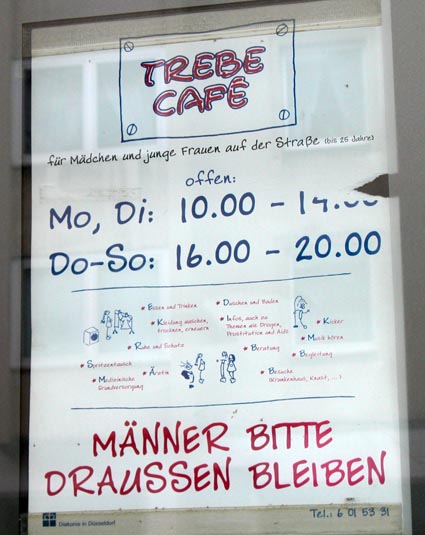 TREBE
CAFÉ
für Mädchen und junge Frauen auf der Straße (bis 25 Jahre)
offen:
Mo, Di: 10.00 - 14.00
Do-So: 16.00 - 20.00
Essen und Trinken
Kleidung waschen,
trocknen, erneuern
Ruhe und Schutz
Spritzentausch
Ärztin
Medizinische
Grundversorgung
Duschen und Baden
Infos, auch zu
Themen wie Drogen,
Prostitution und Aids
Beratung
Besuche
(Krankenhaus, Knast, ...)
Kicker
Musik hören
Begleitung
MÄNNER BITTE
DRAUSSEN BLEIBEN
Diakonie in Düsseldorf
Tel.: 6 01 53 31